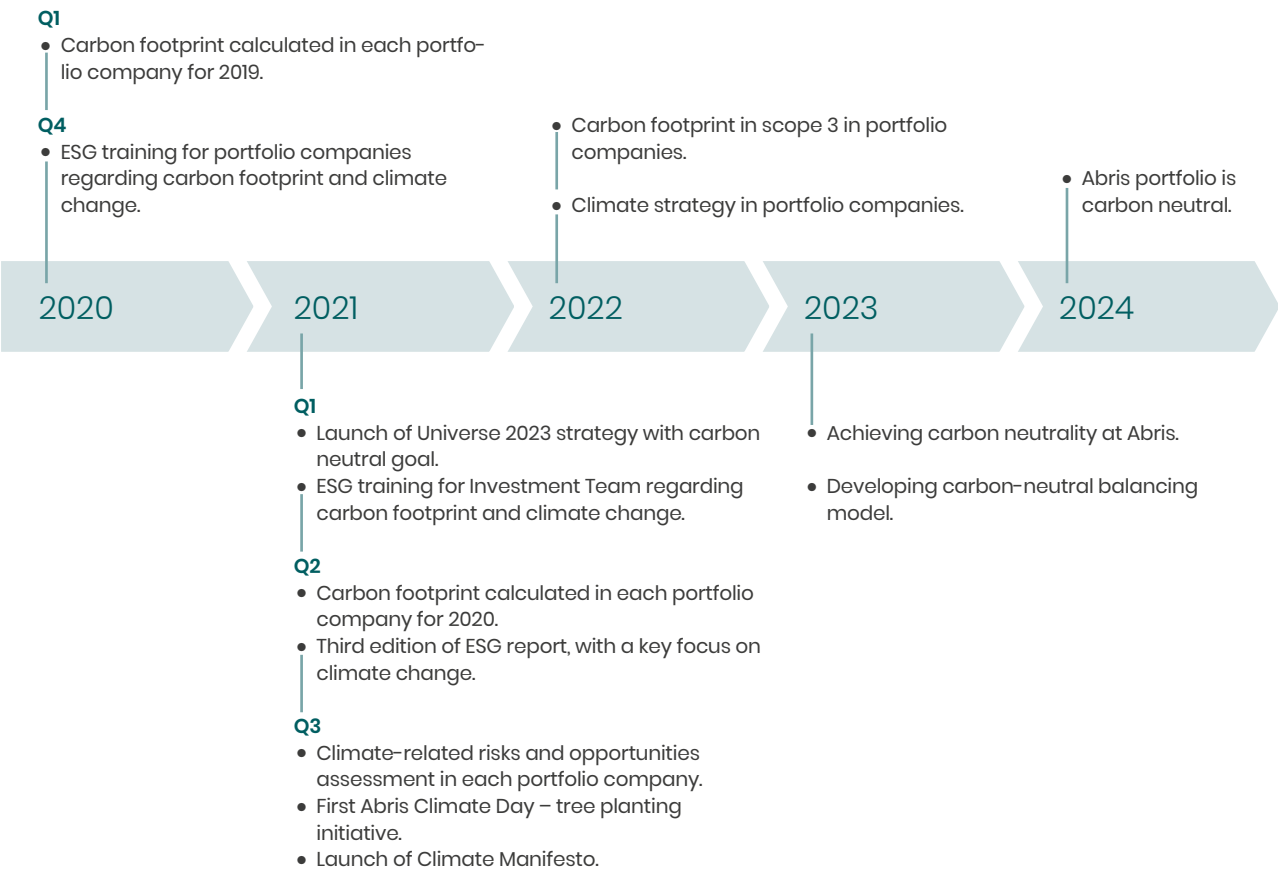 Q1
• Carbon footprint calculated in each portfo-
lio company for 2019.
Q4
• ESG training for portfolio companies
regarding carbon footprint and climate
change.
• Carbon footprint in scope 3 in portfolio
companies.
• Climate strategy in portfolio companies.
• Abris portfolio is
carbon neutral.
2020
2021
2022
2023
2024
Q1
• Launch of Universe 2023 strategy with carbon
neutral goal.
• ESG training for Investment Team regarding
carbon footprint and climate change.
Q2
• Carbon footprint calculated in each portfolio
company for 2020.
• Third edition of ESG report, with a key focus on
climate change.
Q3
• Climate-related risks and opportunities
assessment in each portfolio company.
• First Abris Climate Day – tree planting
initiative.
• Launch of Climate Manifesto.
• Achieving carbon neutrality at Abris.
• Developing carbon-neutral balancing
model.